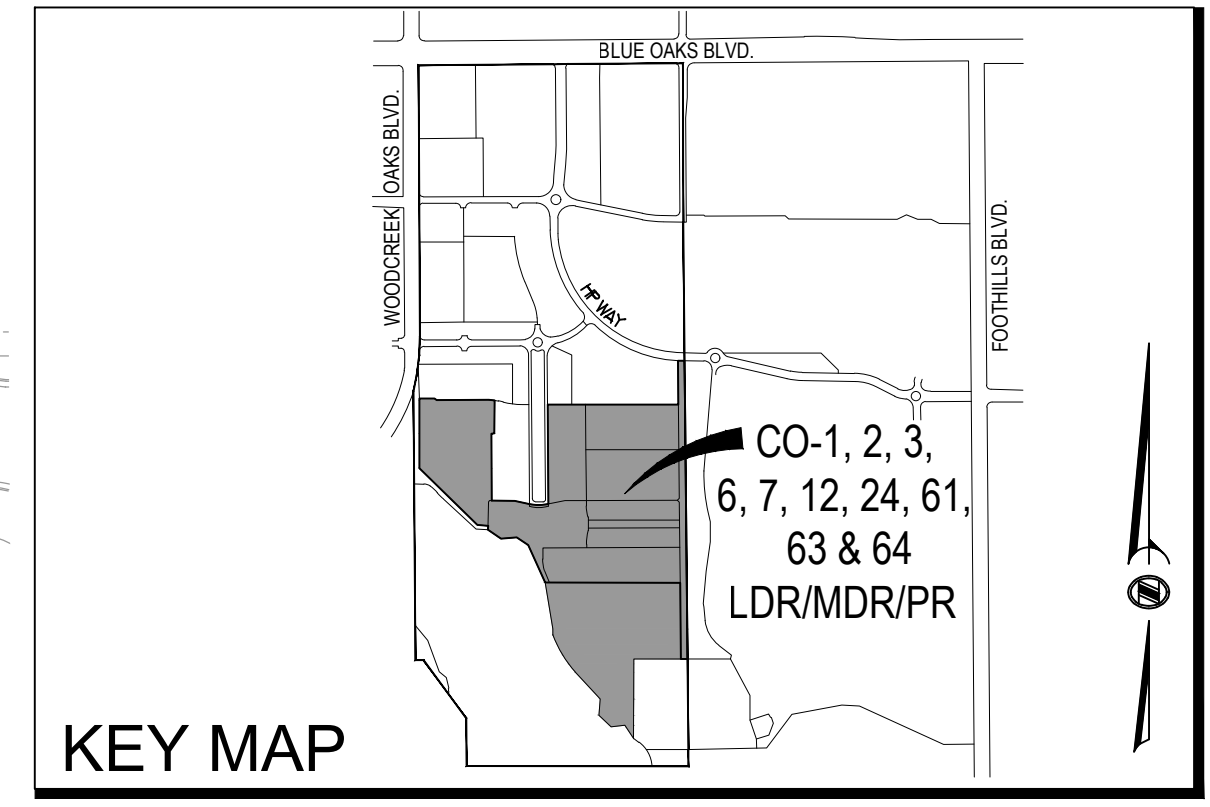 BLUE OAKS BLVD.
WOODCREEK OAKS BLVD.
FOOTHILLS BLVD.
HP WAY
CO-1, 2, 3,
6, 7, 12, 24, 61,
63 & 64
LDR/MDR/PR
KEY MAP